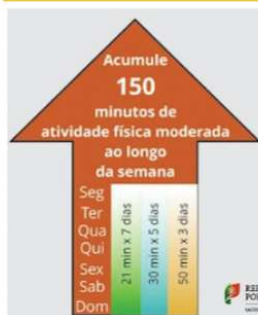 Acumule
150
minutos de
atividade física moderada
ao longo
da semana
Seg
Ter
Qua
Qui
Sex
Sab
Dom
21 min x 7 dias
30 min x 5 dias
50 min x 3 dias